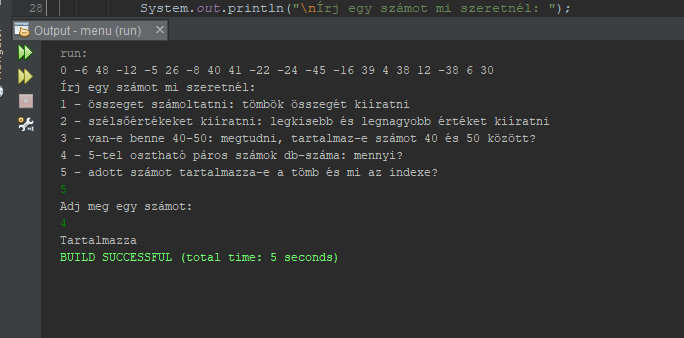 28 System.out.println("\nÍrj egy számot mi szeretnél: ");
Output - menu (run)
run:
0 -6 48 -12 -5 26 -8 40 41 -22 -24 -45 -16 39 4 38 12 -38 6 30
Írj egy számot mi szeretnél:
1 - összeget számoltatni: tömbök összegét kiíratni
2 - szélsőértékeket kiíratni: legkisebb és legnagyobb értéket kiíratni
3 - van-e benne 40-50: megtudni, tartalmaz-e számot 40 és 50 között?
4 - 5-tel osztható páros számok db-száma: mennyi?
5 - adott számot tartalmazza-e a tömb és mi az indexe?
5
Adj meg egy számot:
4
Tartalmazza
BUILD SUCCESSFUL (total time: 5 seconds)